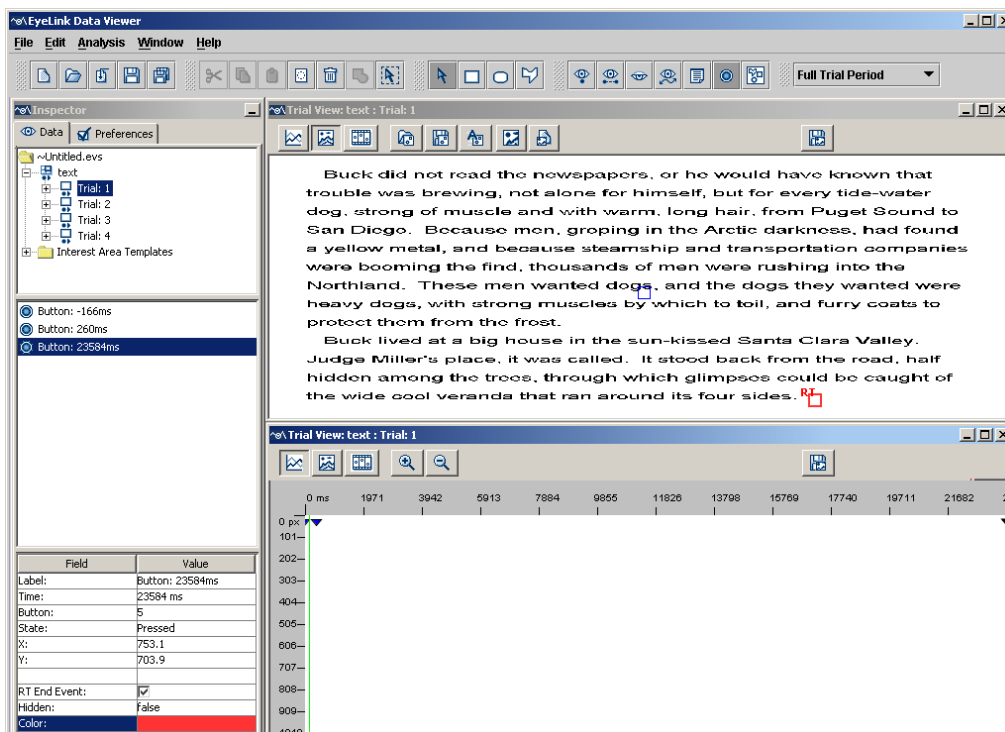 EyeLink Data Viewer
File Edit Analysis Window Help
Full Trial Period
Inspector
Data Preferences
~Untitled.evs
text
Trial: 1
Trial: 2
Trial: 3
Trial: 4
Interest Area Templates
Button: -166ms
Button: 260ms
Button: 23584ms
Field Value
Label: Button: 23584ms
Time: 23584 ms
Button: 5
State: Pressed
X: 753.1
Y: 703.9
RT End Event:
Hidden: false
Color:
Trial View: text : Trial: 1
Buck did not read the newspapers, or he would have known that
trouble was brewing, not alone for himself, but for every tide-water
dog, strong of muscle and with warm, long hair, from Puget Sound to
San Diego. Because men, groping in the Arctic darkness, had found
a yellow metal, and because steamship and transportation companies
were booming the find, thousands of men were rushing into the
Northland. These men wanted dogs, and the dogs they wanted were
heavy dogs, with strong muscles by which to toil, and furry coats to
protect them from the frost.
Buck lived at a big house in the sun-kissed Santa Clara Valley.
Judge Miller's place, it was called. It stood back from the road, half
hidden among the trees, through which glimpses could be caught of
the wide cool veranda that ran around its four sides. RT
Trial View: text : Trial: 1
0 ms 1971 3942 5913 7884 9855 11826 13798 15769 17740 19711 21682
0 px
101
202
303
404
505
606
707
808
909